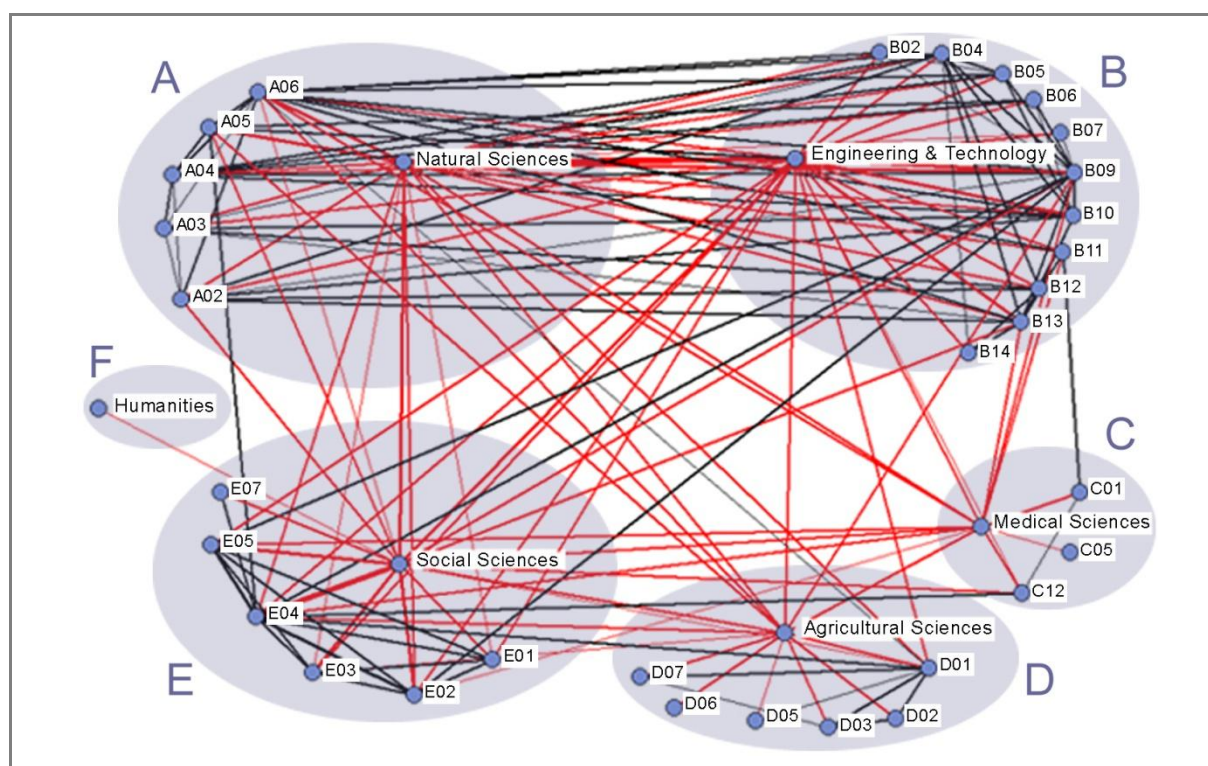 A
A06
A05
A04
A03
A02
Natural Sciences
B
B02
B04
B05
B06
B07
Engineering & Technology
B09
B10
B11
B12
B13
B14
F
Humanities
C
C01
Medical Sciences
C05
C12
E07
E05
Social Sciences
E04
E03
E01
E02
E
Agricultural Sciences
D01
D07
D06
D05
D03
D02
D